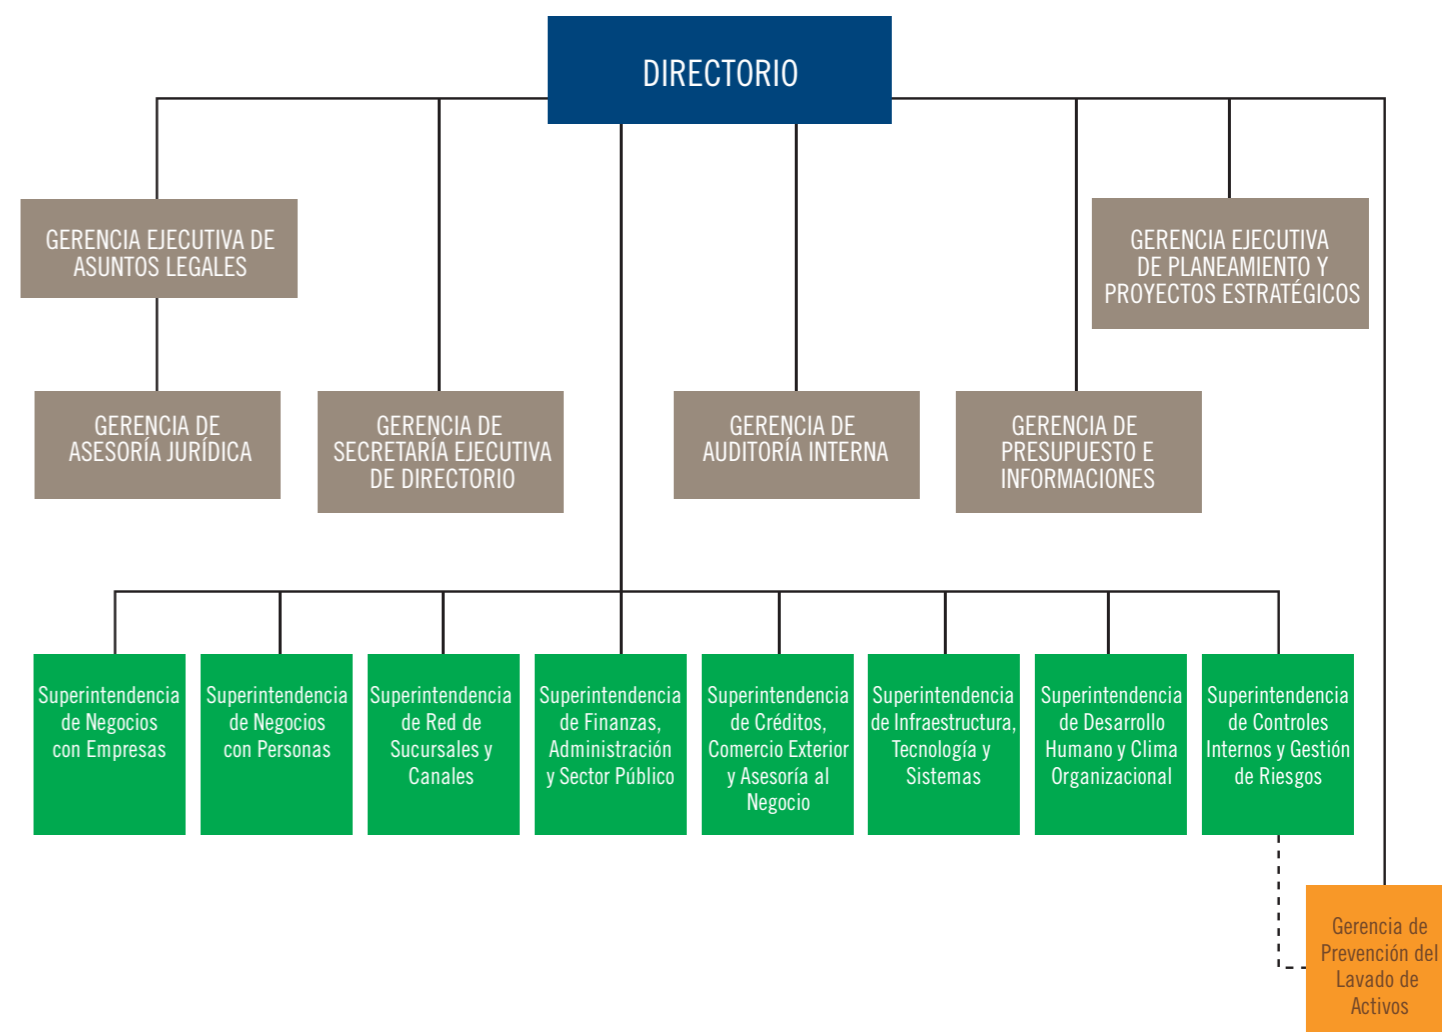 DIRECTORIO
GERENCIA EJECUTIVA DE
ASUNTOS LEGALES
GERENCIA EJECUTIVA
DE PLANEAMIENTO Y
PROYECTOS ESTRATÉGICOS
GERENCIA DE
ASESORÍA JURÍDICA
GERENCIA DE
SECRETARÍA EJECUTIVA
DE DIRECTORIO
GERENCIA DE
AUDITORÍA INTERNA
GERENCIA DE
PRESUPUESTO E
INFORMACIONES
Superintendencia
de Negocios
con Empresas
Superintendencia
de Negocios
con Personas
Superintendencia
de Red de
Sucursales y
Canales
Superintendencia
de Finanzas,
Administración
y Sector Público
Superintendencia
de Créditos,
Comercio Exterior
y Asesoría al
Negocio
Superintendencia
de Infraestructura,
Tecnología y
Sistemas
Superintendencia
de Desarrollo
Humano y Clima
Organizacional
Superintendencia
de Controles
Internos y Gestión
de Riesgos
Gerencia de
Prevención del
Lavado de
Activos